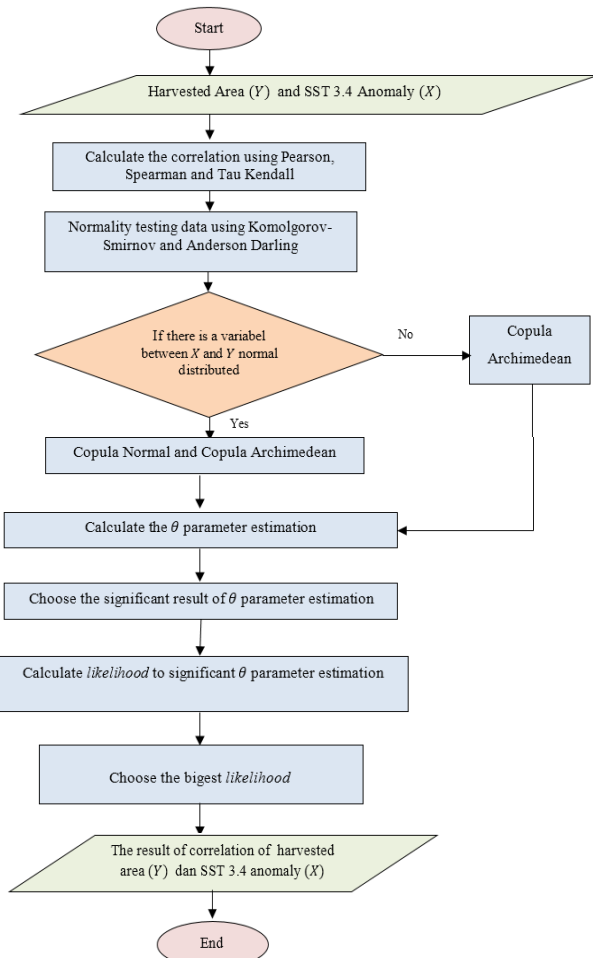 Start
Harvested Area (Y) and SST 3.4 Anomaly (X)
Calculate the correlation using Pearson,
Spearman and Tau Kendall
Normality testing data using Komolgorov-
Smirnov and Anderson Darling
If there is a variabel
between X and Y normal
distributed
No
Copula
Archimedean
Yes
Copula Normal and Copula Archimedean
Calculate the θ parameter estimation
Choose the significant result of θ parameter estimation
Calculate likelihood to significant θ parameter estimation
Choose the bigest likelihood
The result of correlation of harvested
area (Y) dan SST 3.4 anomaly (X)
End